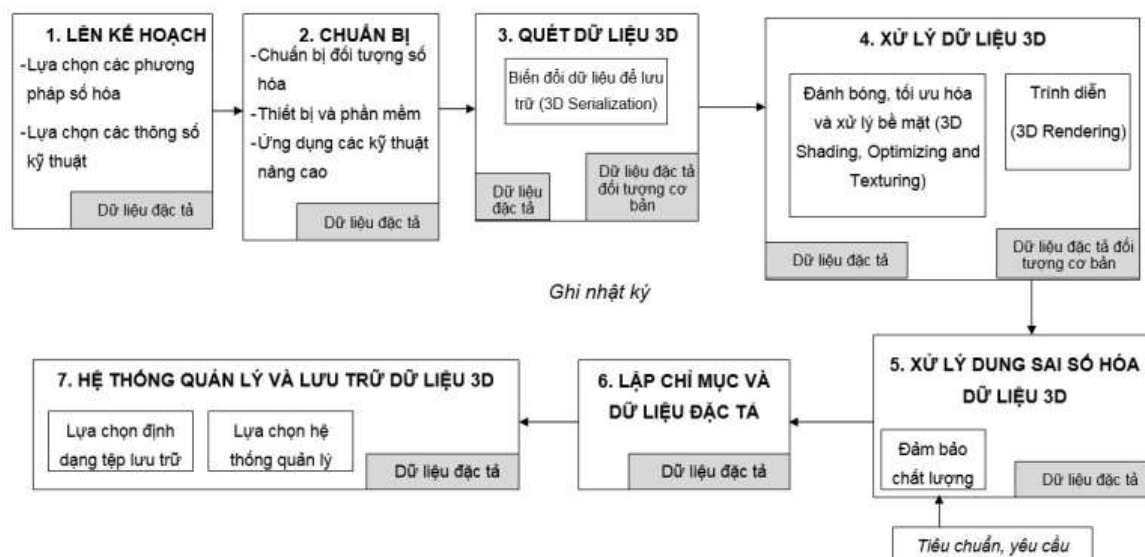 1. LÊN KẾ HOẠCH
-Lựa chọn các phương
pháp số hóa
-Lựa chọn các thông số
kỹ thuật
Dữ liệu đặc tả
2. CHUẨN BỊ
-Chuẩn bị đối tượng số
hóa
-Thiết bị và phần mềm
-Ứng dụng các kỹ thuật
nâng cao
Dữ liệu đặc tả
3. QUÉT DỮ LIỆU 3D
Biến đổi dữ liệu để lưu
trữ (3D Serialization)
Dữ liệu
đặc tả
Dữ liệu đặc tả
đối tượng cơ
bản
4. XỬ LÝ DỮ LIỆU 3D
Đánh bóng, tối ưu hóa
và xử lý bề mặt (3D
Shading, Optimizing and
Texturing)
Trình diễn
(3D Rendering)
Dữ liệu đặc tả
Dữ liệu đặc tả đối
tượng cơ bản
Ghi nhật ký
5. XỬ LÝ DUNG SAI SỐ HÓA
DỮ LIỆU 3D
Đảm bảo
chất lượng
Dữ liệu đặc tả
Tiêu chuẩn, yêu cầu
6. LẬP CHỈ MỤC VÀ
DỮ LIỆU ĐẶC TẢ
Dữ liệu đặc tả
7. HỆ THỐNG QUẢN LÝ VÀ LƯU TRỮ DỮ LIỆU 3D
Lựa chọn định
dạng tệp lưu trữ
Lựa chọn hệ
thống quản lý
Dữ liệu đặc tả